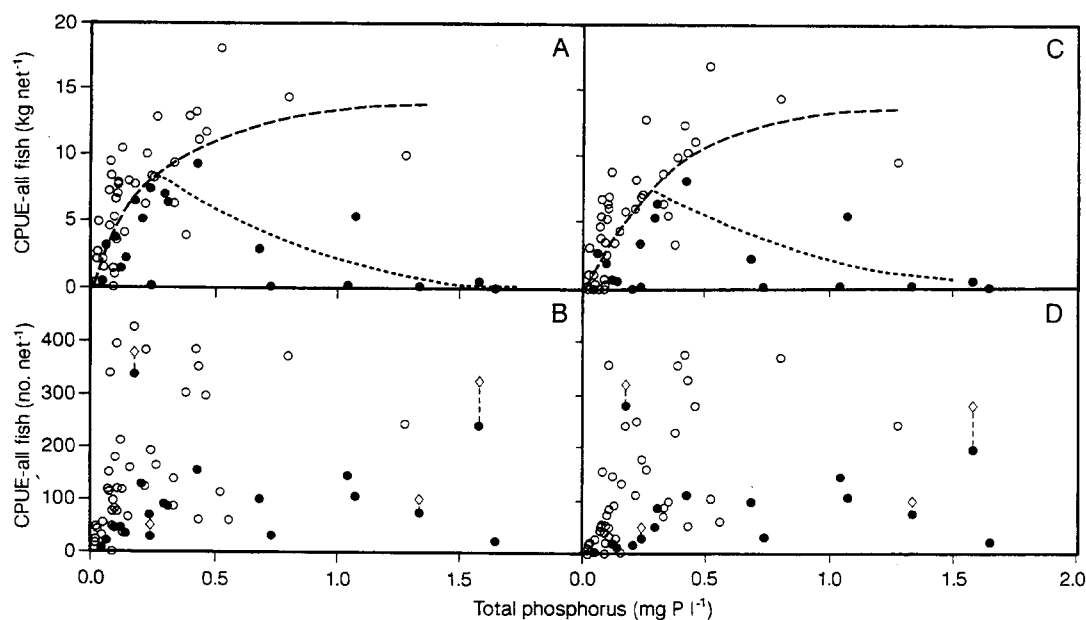 20
15
10
5
0
CPUE-all fish (kg net⁻¹)
A
C
400
300
200
100
0
CPUE-all fish (no. net⁻¹)
B
D
0.0 0.5 1.0 1.5 0.0 0.5 1.0 1.5 2.0
Total phosphorus (mg P l⁻¹)